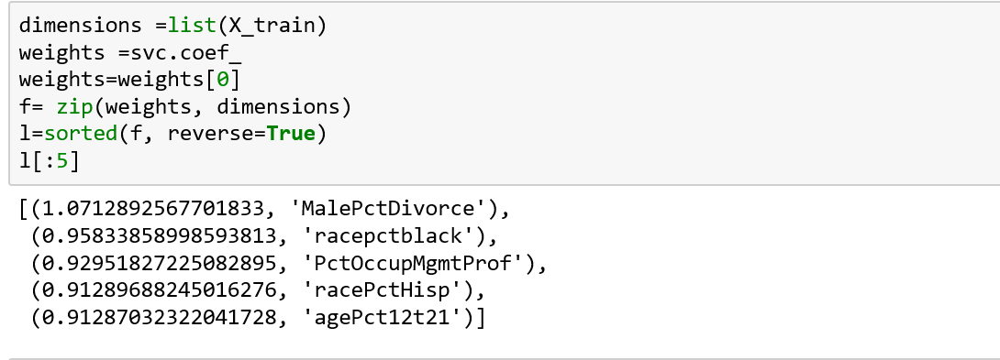 dimensions =list(X_train)
weights =svc.coef_
weights=weights[0]
f= zip(weights, dimensions)
l=sorted(f, reverse=True)
l[:5]
[(1.0712892567701833, 'MalePctDivorce'),
(0.95833858998593813, 'racepctblack'),
(0.92951827225082895, 'PctOccupMgmtProf'),
(0.91289688245016276, 'racePctHisp'),
(0.91287032322041728, 'agePct12t21')]